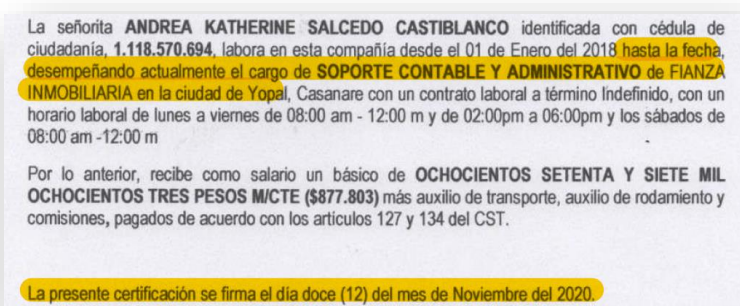 La señorita ANDREA KATHERINE SALCEDO CASTIBLANCO identificada con cédula de
ciudadanía, 1.118.570.694, labora en esta compañía desde el 01 de Enero del 2018 hasta la fecha,
desempeñando actualmente el cargo de SOPORTE CONTABLE Y ADMINISTRATIVO de FIANZA
INMOBILIARIA en la ciudad de Yopal, Casanare con un contrato laboral a término Indefinido, con un
horario laboral de lunes a viernes de 08:00 am - 12:00 m y de 02:00pm a 06:00pm y los sábados de
08:00 am -12:00 m
Por lo anterior, recibe como salario un básico de OCHOCIENTOS SETENTA Y SIETE MIL
OCHOCIENTOS TRES PESOS M/CTE ($877.803) más auxilio de transporte, auxilio de rodamiento y
comisiones, pagados de acuerdo con los articulos 127 y 134 del CST.
La presente certificación se firma el día doce (12) del mes de Noviembre del 2020.